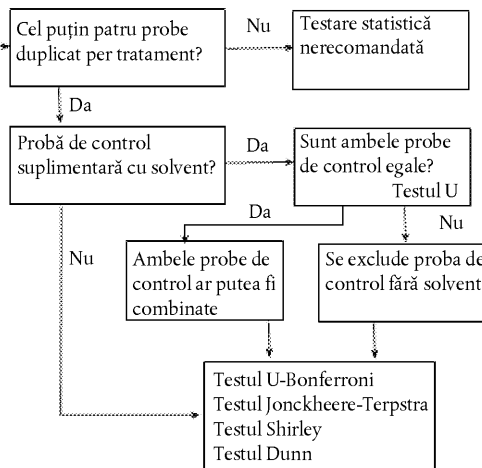 Cel puțin patru probe
duplicat per tratament?
Nu
Testare statistică
nerecomandată
Da
Probă de control
suplimentară cu solvent?
Da
Sunt ambele probe
de control egale?
Testul U
Da
Nu
Nu
Ambele probe de
control ar putea fi
combinate
Se exclude proba de
control fără solvent
Testul U-Bonferroni
Testul Jonckheere-Terpstra
Testul Shirley
Testul Dunn